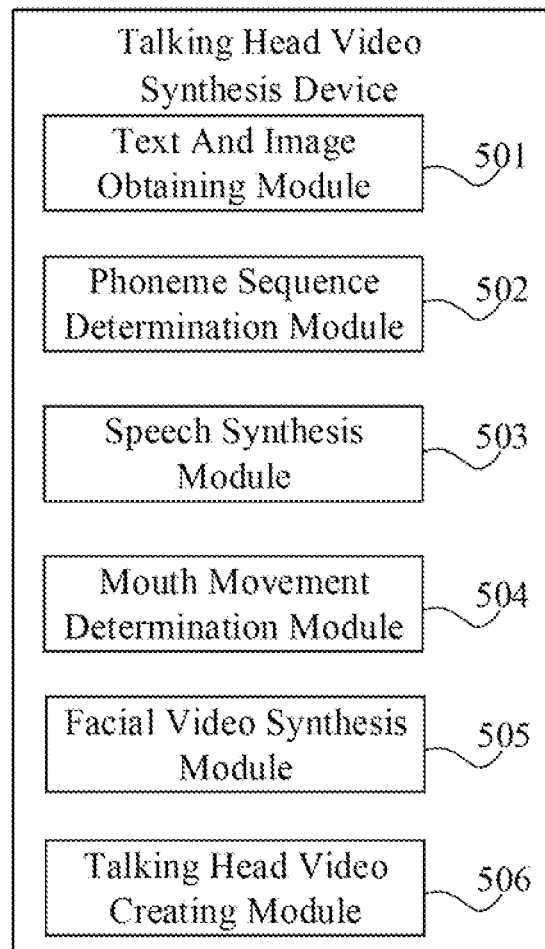 Talking Head Video
Synthesis Device
Text And Image
Obtaining Module
501
Phoneme Sequence
Determination Module
502
Speech Synthesis
Module
503
Mouth Movement
Determination Module
504
Facial Video Synthesis
Module
505
Talking Head Video
Creating Module
506